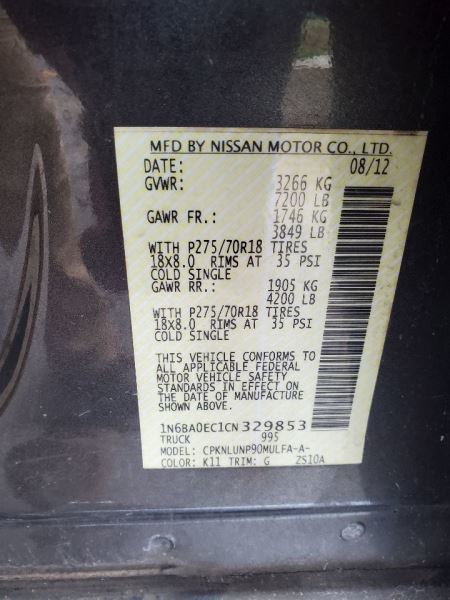 MFD BY NISSAN MOTOR CO., LTD.
DATE: 08/12
GVWR: 3266 KG
7200 LB
GAWR FR.: 1746 KG
3849 LB
WITH P275/70R18 TIRES
18X8.0 RIMS AT 35 PSI
COLD SINGLE
GAWR RR.: 1905 KG
4200 LB
WITH P275/70R18 TIRES
18X8.0 RIMS AT 35 PSI
COLD SINGLE
THIS VEHICLE CONFORMS TO
ALL APPLICABLE FEDERAL
MOTOR VEHICLE SAFETY
STANDARDS IN EFFECT ON
THE DATE OF MANUFACTURE
SHOWN ABOVE.
1N6BA0EC1CN329853
TRUCK 995
MODEL: CPKNLUNP90MULFA-A-
COLOR: K11 TRIM: G ZS10A